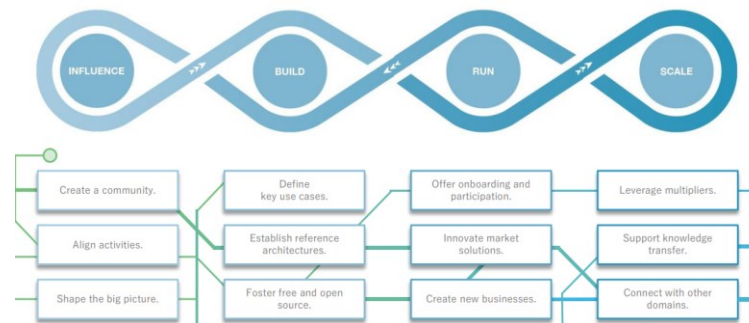 INFLUENCE
BUILD
RUN
SCALE
Create a community.
Define
key use cases.
Offer onboarding and
participation.
Leverage multipliers.
Align activities.
Establish reference
architectures.
Innovate market
solutions.
Support knowledge
transfer.
Shape the big picture.
Foster free and open
source.
Create new businesses.
Connect with other
domains.